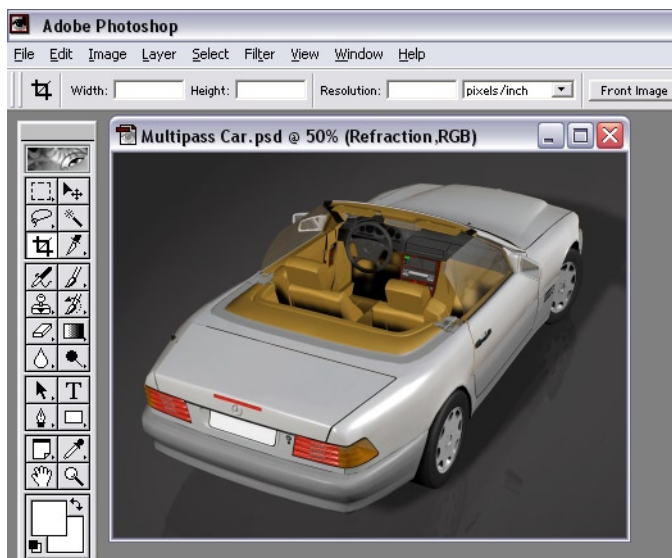 Adobe Photoshop
File Edit Image Layer Select Filter View Window Help
Width: Height: Resolution: pixels/inch Front Image
Multipass Car.psd @ 50% (Refraction,RGB)
T